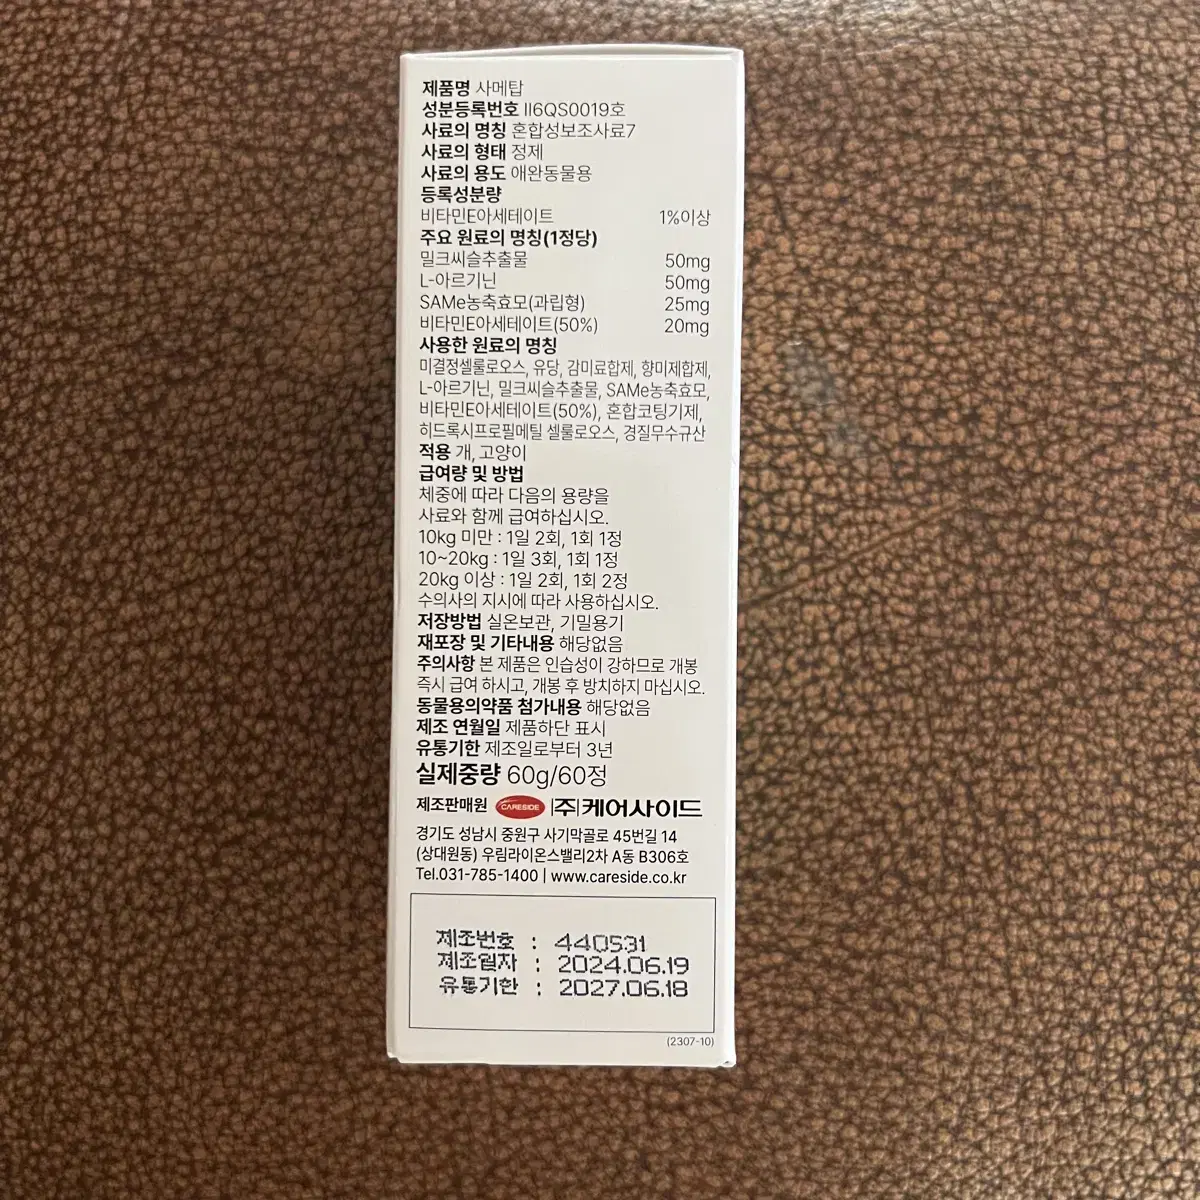 제품명 사메탑
성분등록번호 II6QS0019호
사료의 명칭 혼합성보조사료7
사료의 형태 정제
사료의 용도 애완동물용
등록성분량
비타민E아세테이트 1%이상
주요 원료의 명칭(1정당)
밀크씨슬추출물 50mg
L-아르기닌 50mg
SAMe농축효모(과립형) 25mg
비타민E아세테이트(50%) 20mg
사용한 원료의 명칭
미결정셀룰로오스, 유당, 감미료합제, 향미제합제,
L-아르기닌, 밀크씨슬추출물, SAMe농축효모,
비타민E아세테이트(50%), 혼합코팅기제,
히드록시프로필메틸 셀룰로오스, 경질무수규산
적용 개, 고양이
급여량 및 방법
체중에 따라 다음의 용량을
사료와 함께 급여하십시오.
10kg 미만 : 1일 2회, 1회 1정
10~20kg : 1일 3회, 1회 1정
20kg 이상 : 1일 2회, 1회 2정
수의사의 지시에 따라 사용하십시오.
저장방법 실온보관, 기밀용기
재포장 및 기타내용 해당없음
주의사항 본 제품은 인습성이 강하므로 개봉
즉시 급여 하시고, 개봉 후 방치하지 마십시오.
동물용의약품 첨가내용 해당없음
제조 연월일 제품하단 표시
유통기한 제조일로부터 3년
실제중량 60g/60정
제조판매원 CARESIDE |주|케어사이드
경기도 성남시 중원구 사기막골로 45번길 14
(상대원동) 우림라이온스밸리2차 A동 B306호
Tel.031-785-1400 | www.careside.co.kr
제조번호 : 440531
제조일자 : 2024.06.19
유통기한 : 2027.06.18
(2307-10)